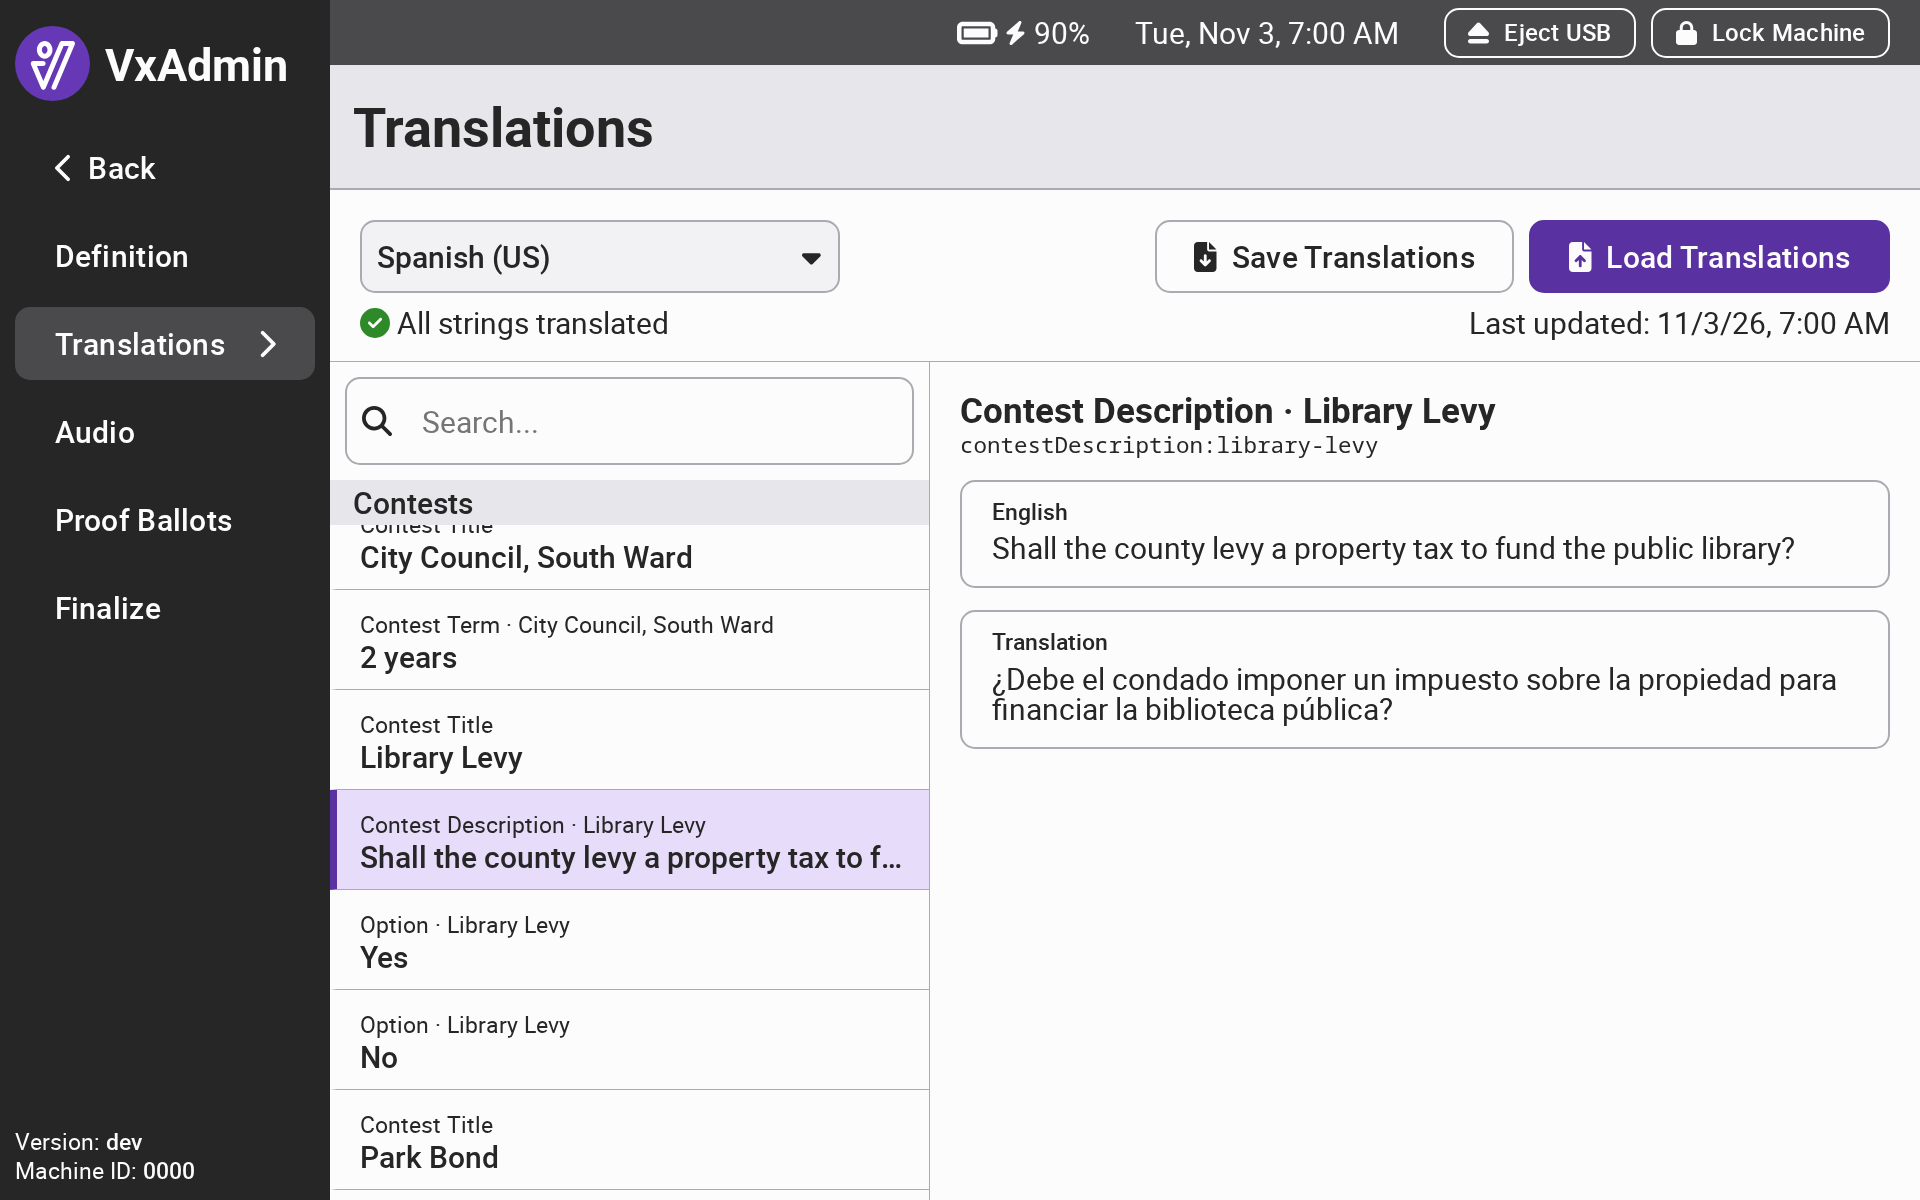 VxAdmin
90%
Tue, Nov 3, 7:00 AM
Eject USB
Lock Machine
Back
Definition
Translations
Audio
Proof Ballots
Finalize
Version: dev
Machine ID: 0000
Translations
Spanish (US)
Save Translations
Load Translations
All strings translated
Last updated: 11/3/26, 7:00 AM
Search...
Contests
Contest Title
City Council, South Ward
Contest Term · City Council, South Ward
2 years
Contest Title
Library Levy
Contest Description · Library Levy
Shall the county levy a property tax to f...
Option · Library Levy
Yes
Option · Library Levy
No
Contest Title
Park Bond
Contest Description · Library Levy
contestDescription:library-levy
English
Shall the county levy a property tax to fund the public library?
Translation
¿Debe el condado imponer un impuesto sobre la propiedad para
financiar la biblioteca pública?